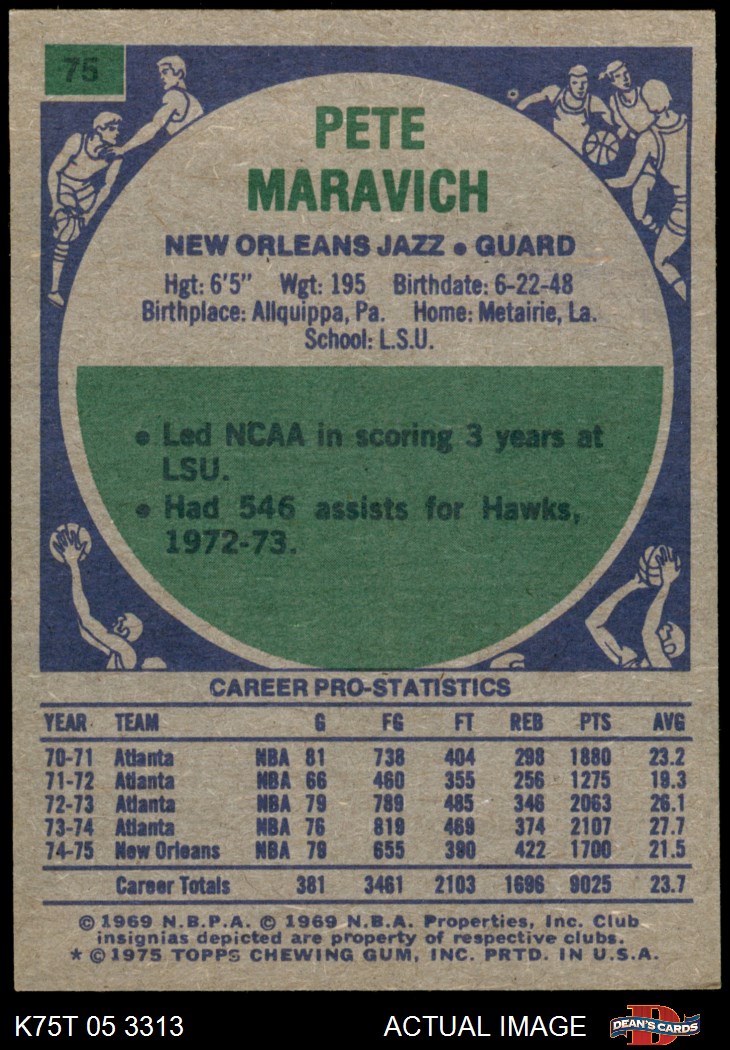 75
PETE
MARAVICH
NEW ORLEANS JAZZ • GUARD
Hgt: 6'5" Wgt: 195 Birthdate: 6-22-48
Birthplace: Aliquippa, Pa. Home: Metairie, La.
School: L.S.U.
• Led NCAA in scoring 3 years at
LSU.
• Had 546 assists for Hawks,
1972-73.
CAREER PRO-STATISTICS
YEAR TEAM G FG FT REB PTS AVG
70-71 Atlanta NBA 81 738 404 298 1880 23.2
71-72 Atlanta NBA 66 460 355 256 1275 19.3
72-73 Atlanta NBA 79 789 485 346 2063 26.1
73-74 Atlanta NBA 76 819 469 374 2107 27.7
74-75 New Orleans NBA 79 655 390 422 1700 21.5
Career Totals 381 3461 2103 1696 9025 23.7
© 1969 N.B.P.A. © 1969 N.B.A. Properties, Inc. Club
insignias depicted are property of respective clubs.
* © 1975 TOPPS CHEWING GUM, INC. PRTD. IN U.S.A.
K75T 05 3313 ACTUAL IMAGE D DEAN'S CARDS